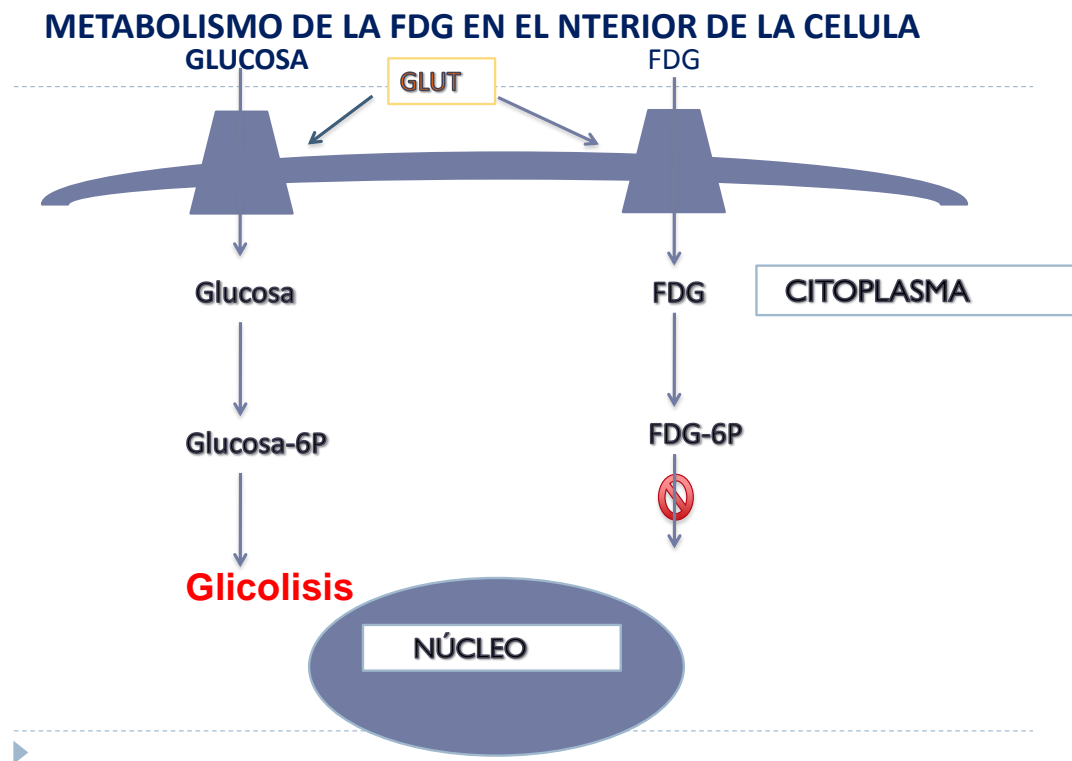 METABOLISMO DE LA FDG EN EL NTERIOR DE LA CELULA
GLUCOSA
FDG
GLUT
Glucosa
FDG
CITOPLASMA
Glucosa-6P
FDG-6P
Glicolisis
NÚCLEO